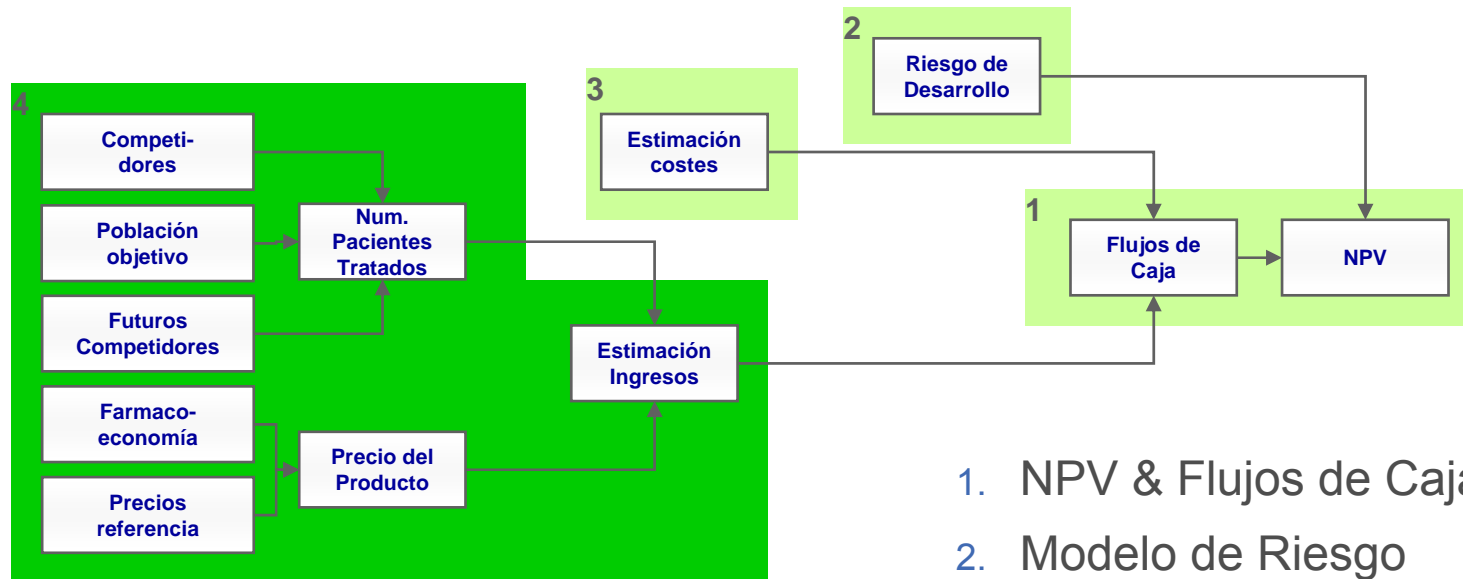 2
Riesgo de
Desarrollo
3
Estimación
costes
4
Competi-
dores
Población
objetivo
Futuros
Competidores
Farmaco-
economía
Precios
referencia
Num.
Pacientes
Tratados
Precio del
Producto
Estimación
Ingresos
1
Flujos de
Caja
NPV
1. NPV & Flujos de Caja
2. Modelo de Riesgo